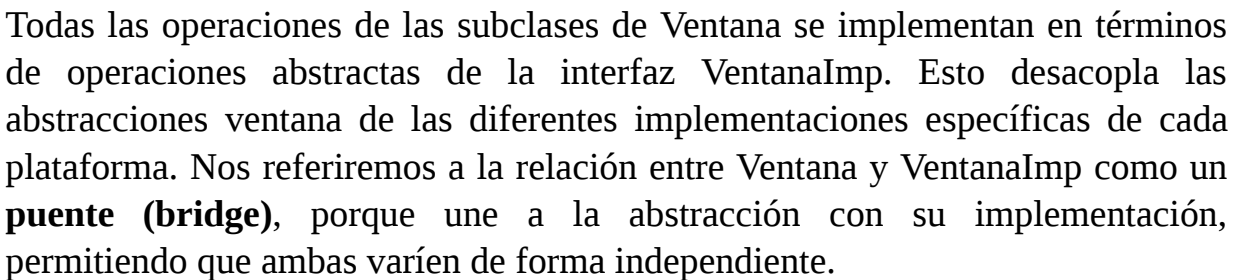 Todas las operaciones de las subclases de Ventana se implementan en términos
de operaciones abstractas de la interfaz VentanaImp. Esto desacopla las
abstracciones ventana de las diferentes implementaciones específicas de cada
plataforma. Nos referiremos a la relación entre Ventana y VentanaImp como un
puente (bridge), porque une a la abstracción con su implementación,
permitiendo que ambas varíen de forma independiente.